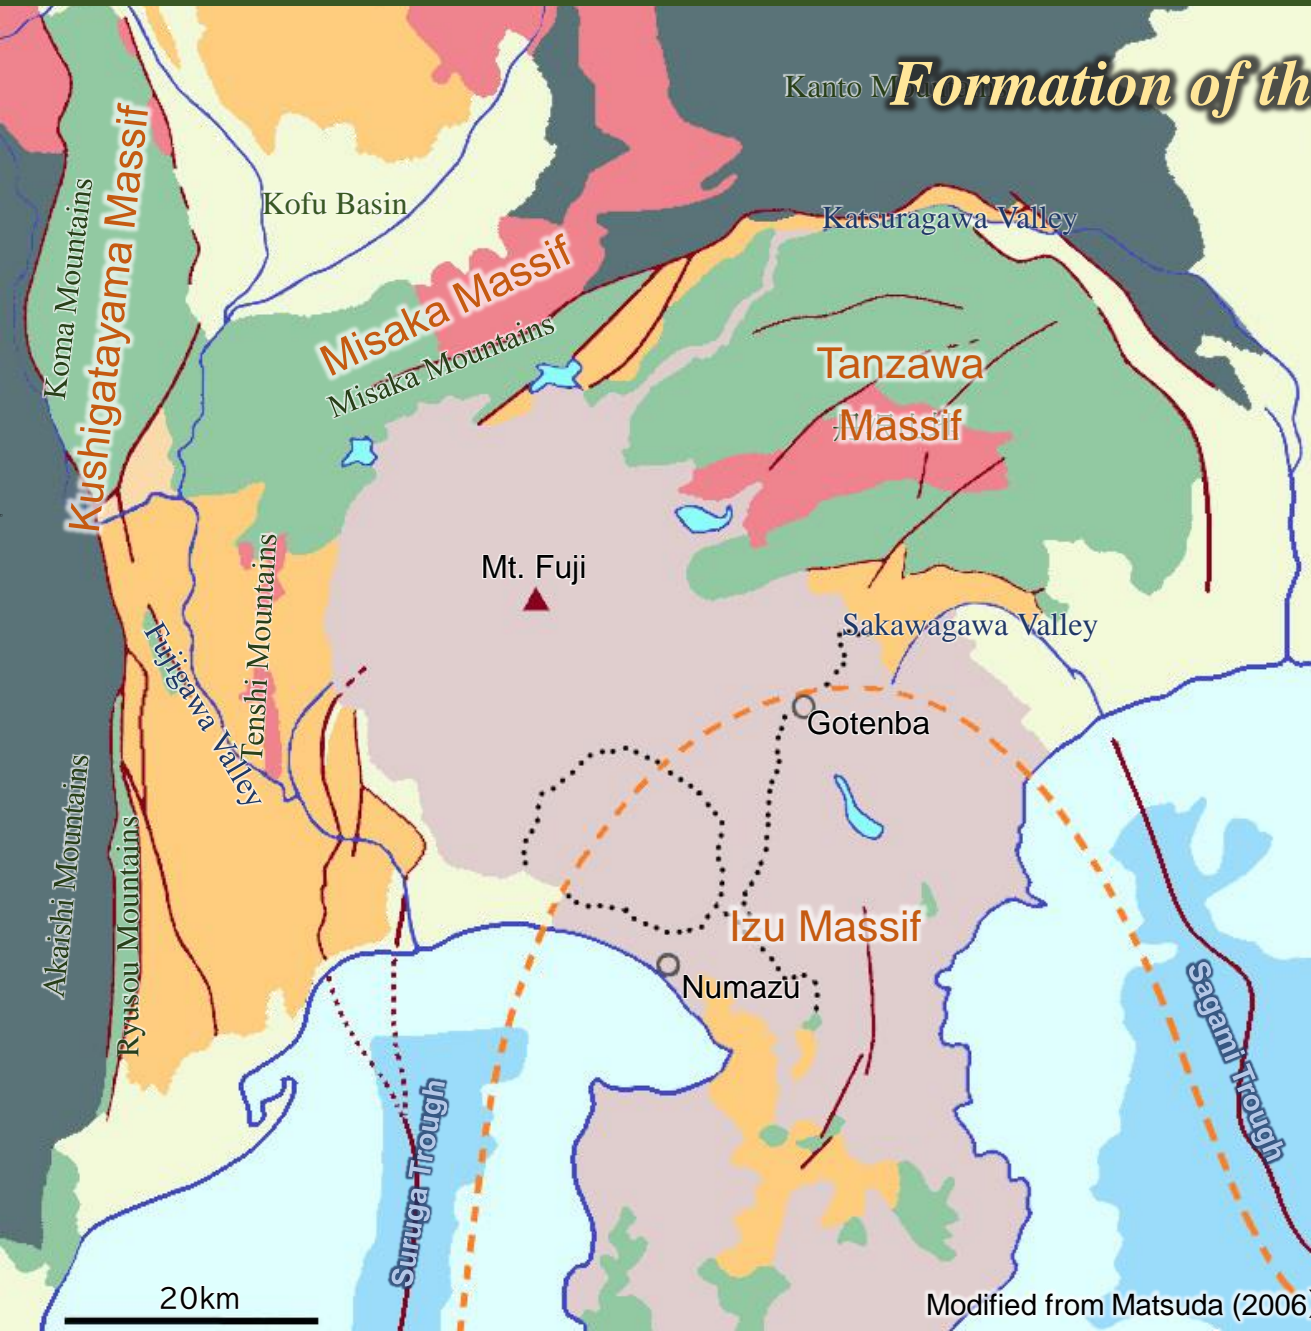 Formation of th
Kanto M
Kofu Basin
Katsuragawa Valley
Koma Mountains
Kushigatayama Massif
Misaka Massif
Misaka Mountains
Tanzawa
Massif
Mt. Fuji
Tenshi Mountains
Fujigawa Valley
Sakawagawa Valley
Gotenba
Akaishi Mountains
Ryusou Mountains
Izu Massif
Numazu
Suruga Trough
Sagami Trough
20km
Modified from Matsuda (2006)